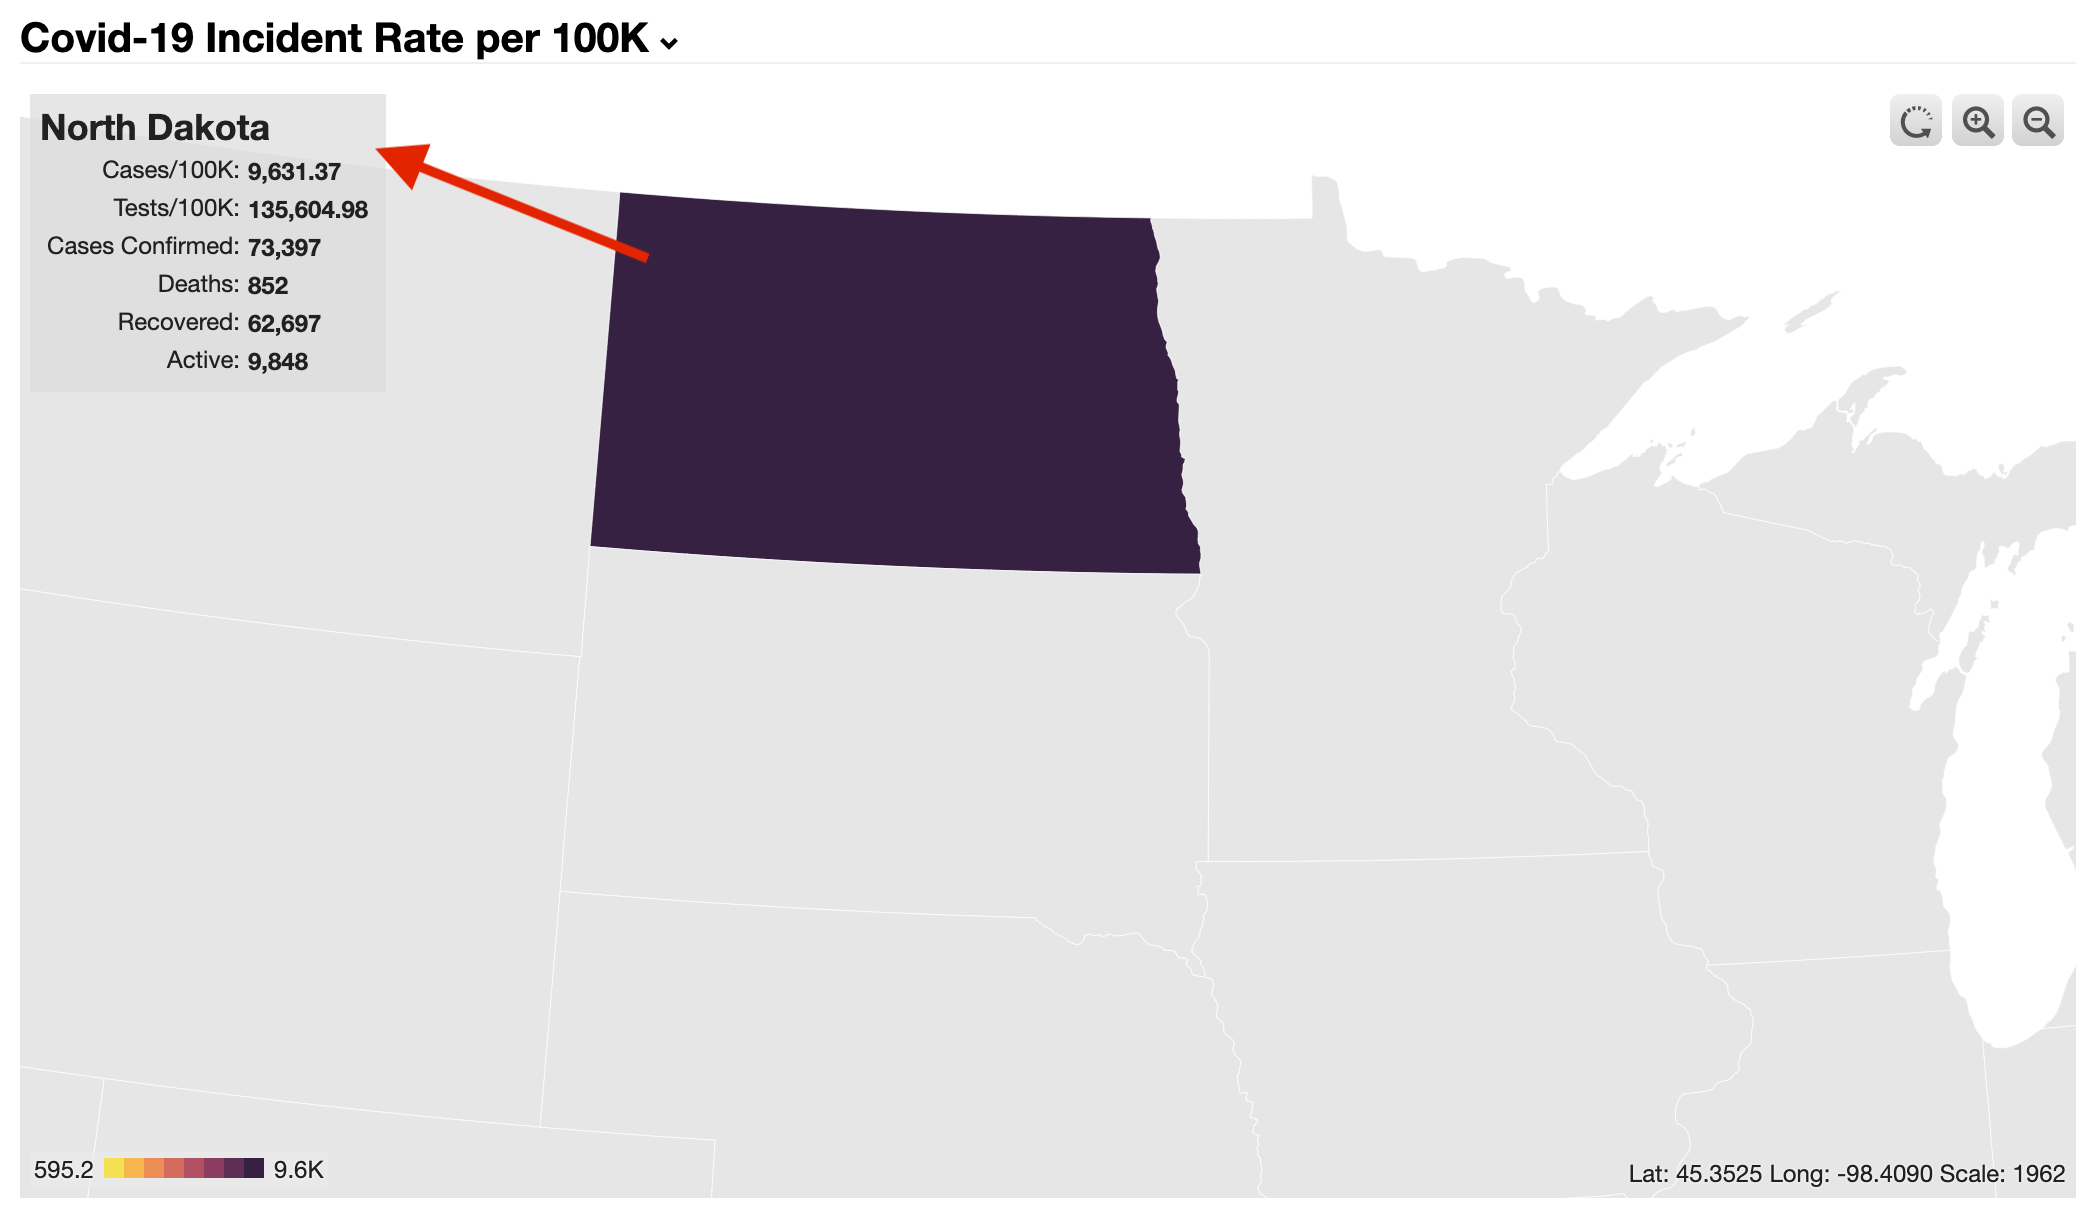 Covid-19 Incident Rate per 100K
North Dakota
Cases/100K: 9,631.37
Tests/100K: 135,604.98
Cases Confirmed: 73,397
Deaths: 852
Recovered: 62,697
Active: 9,848
595.2 9.6K
Lat: 45.3525 Long: -98.4090 Scale: 1962